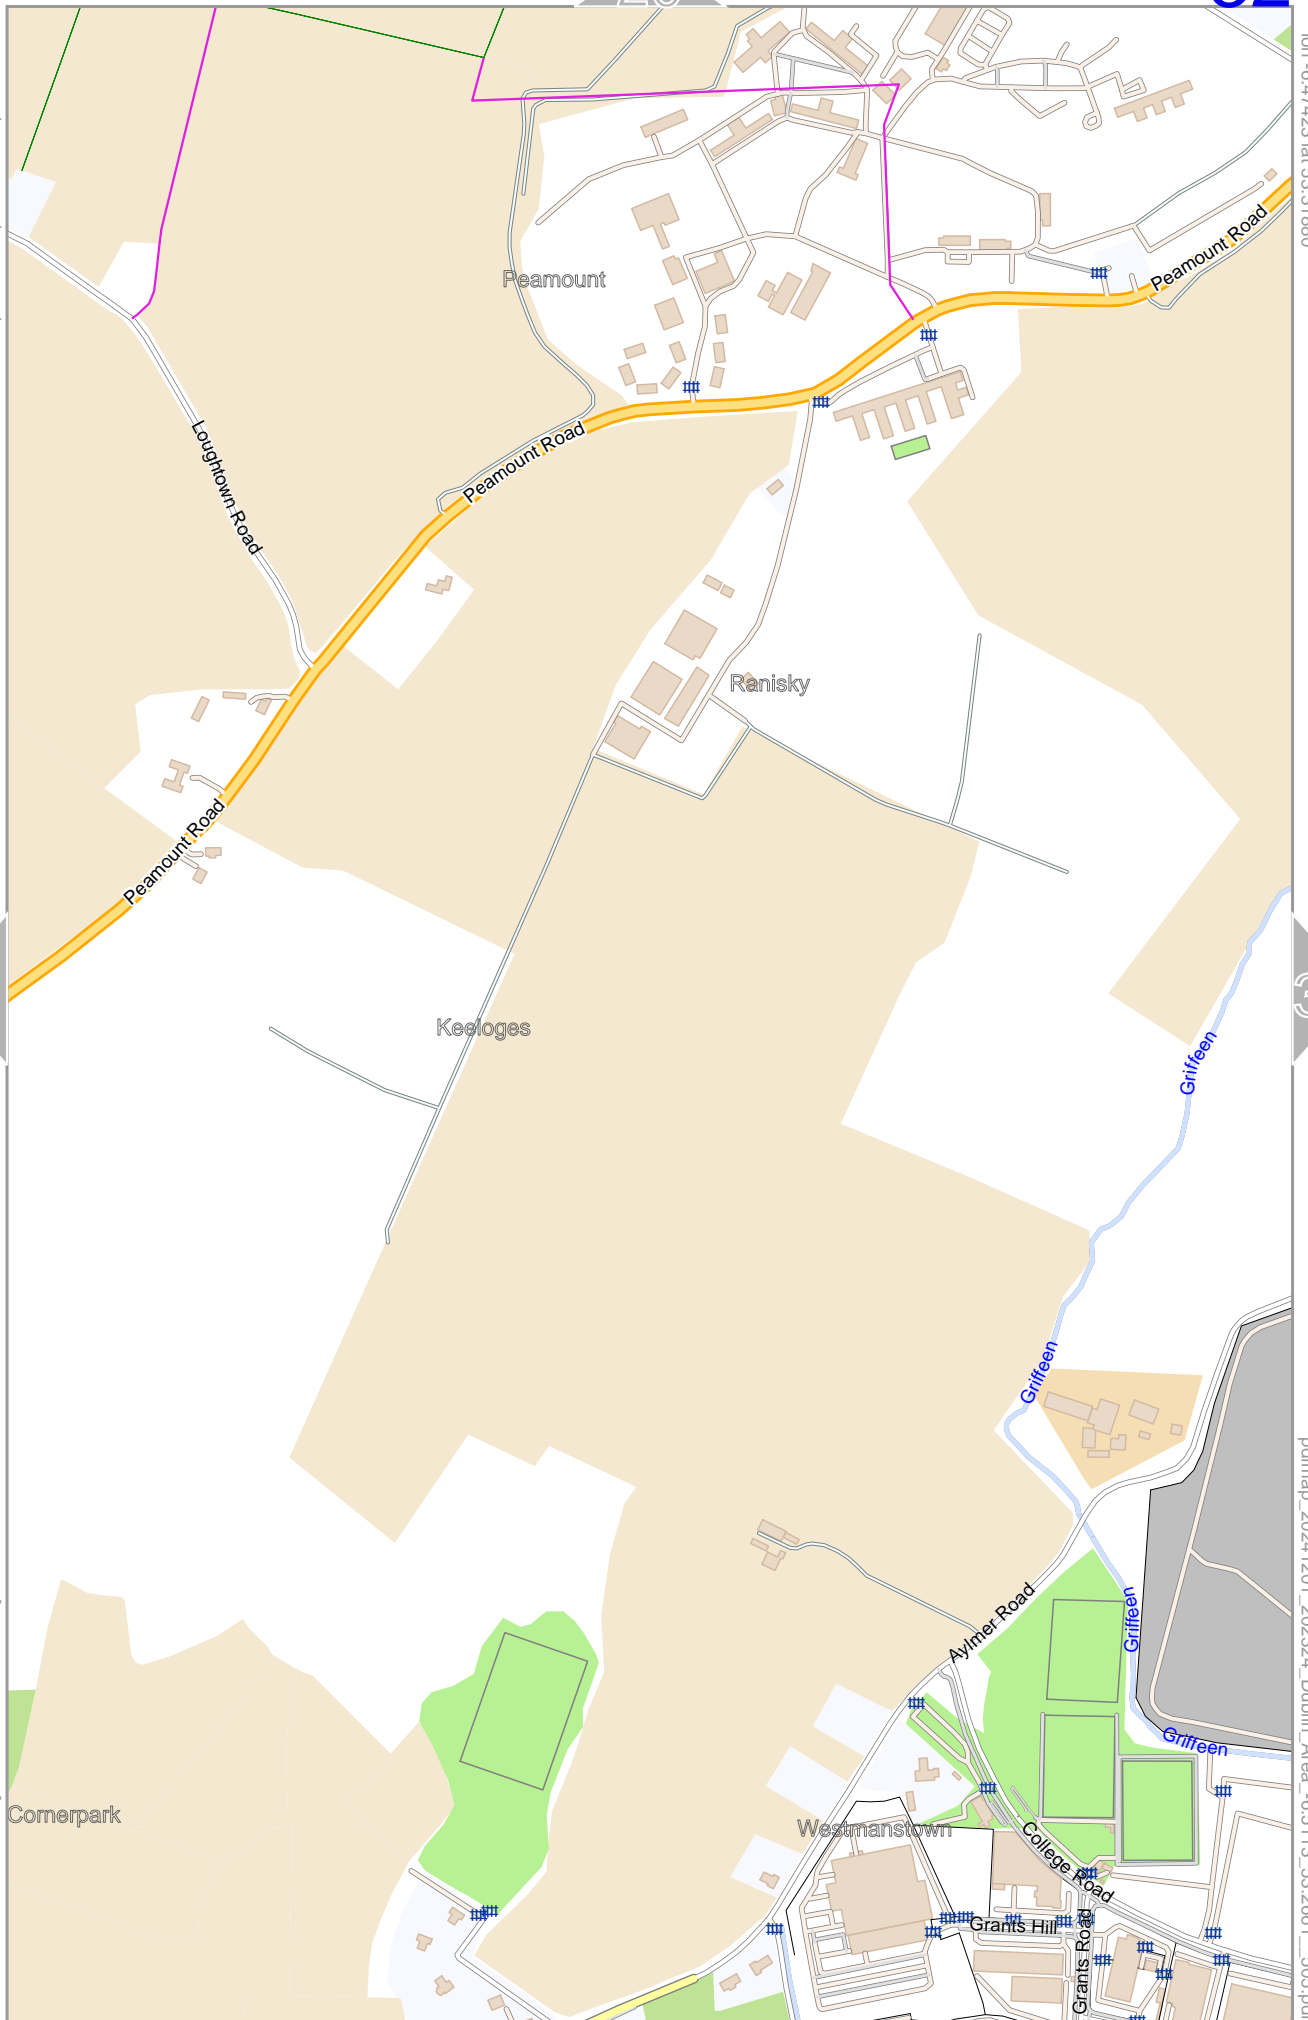 Peamount Road
Peamount
Peamount Road
Loughtown Road
Ranisky
Peamount Road
Keeloges
Griffeen
Griffeen
Aylmer Road
Griffeen
Griffeen
Cornerpark
Westmanstown
College Road
Grants Hill
Grants Road